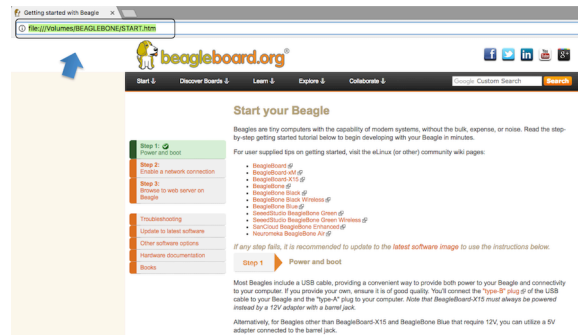 Getting started with Beagle
file:///Volumes/BEAGLEBONE/START.htm
beagleboard.org®
Start
Discover Boards
Learn
Explore
Collaborate
Google Custom Search
Search
Start your Beagle
Beagles are tiny computers with the capability of modern systems, without the bulk, expense, or noise. Read the step-
by-step getting started tutorial below to begin developing with your Beagle in minutes.
For user supplied tips on getting started, visit the eLinux (or other) community wiki pages:
BeagleBoard
BeagleBoard-xM
BeagleBoard-X15
BeagleBone
BeagleBone Black
BeagleBone Black Wireless
BeagleBone Blue
SeeedStudio BeagleBone Green
SeeedStudio BeagleBone Green Wireless
SanCloud BeagleBone Enhanced
Neuromeka BeagleBone Air
Step 1:
Power and boot
Step 2:
Enable a network connection
Step 3:
Browse to web server on
Beagle
Troubleshooting
Update to latest software
Other software options
Hardware documentation
Books
If any step fails, it is recommended to update to the latest software image to use the instructions below.
Step 1
Power and boot
Most Beagles include a USB cable, providing a convenient way to provide both power to your Beagle and connectivity
to your computer. If you provide your own, ensure it is of good quality. You'll connect the "type-B" plug of the USB
cable to your Beagle and the "type-A" plug to your computer. Note that BeagleBoard-X15 must always be powered
instead by a 12V adapter with a barrel jack.
Alternatively, for Beagles other than BeagleBoard-X15 and BeagleBone Blue that require 12V, you can utilize a 5V
adapter connected to the barrel jack.